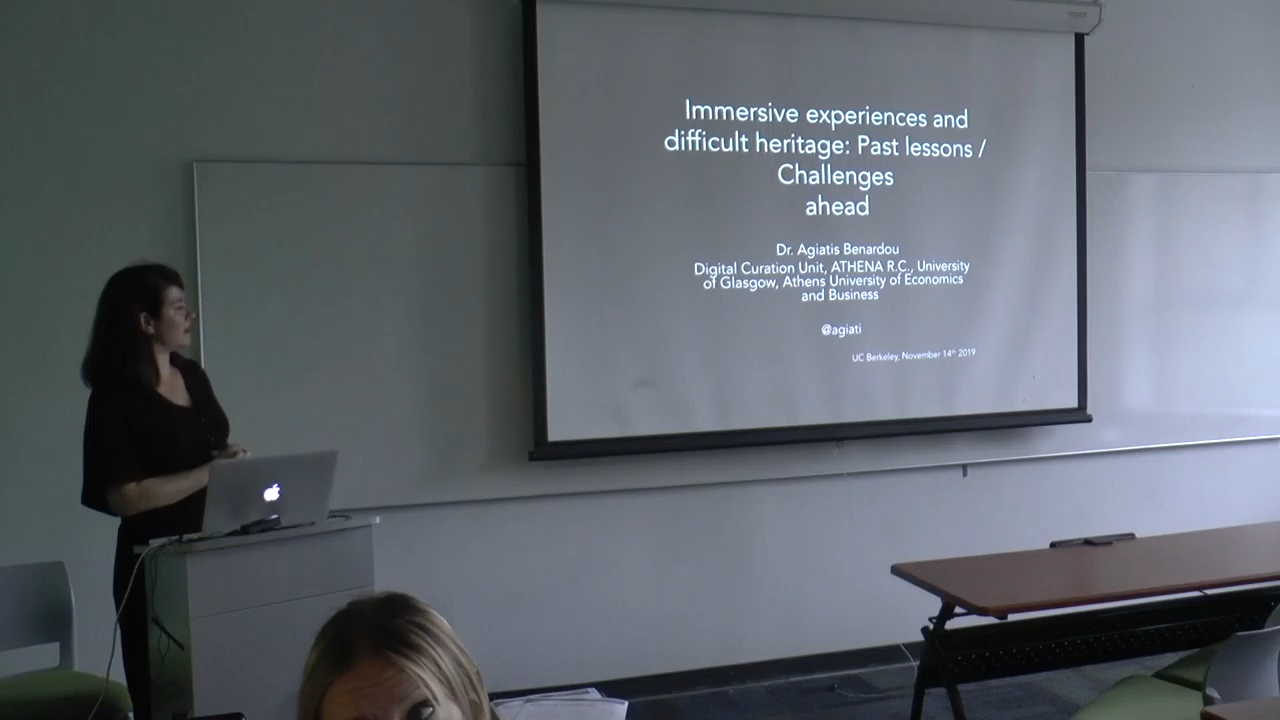 Immersive experiences and
difficult heritage: Past lessons /
Challenges
ahead
Dr. Agiatis Benardou
Digital Curation Unit, ATHENA R.C., University
of Glasgow, Athens University of Economics
and Business
@agiati
UC Berkeley, November 14th 2019